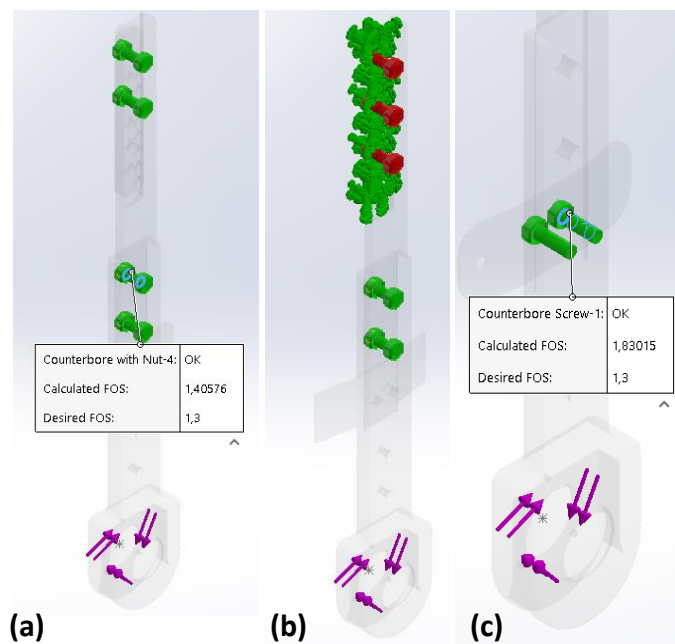 Counterbore with Nut-4: OK
Calculated FOS: 1,40576
Desired FOS: 1,3
Counterbore Screw-1: OK
Calculated FOS: 1,83015
Desired FOS: 1,3
(a)
(b)
(c)